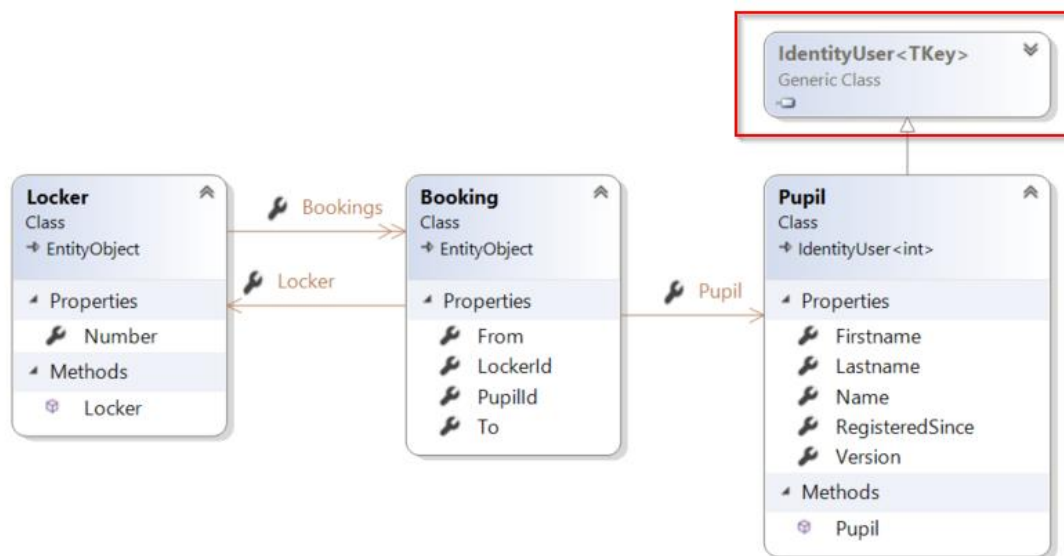 IdentityUser<TKey>
Generic Class
Locker
Class
EntityObject
Properties
Number
Methods
Locker
Bookings
Locker
Booking
Class
EntityObject
Properties
From
LockerId
PupilId
To
Pupil
Pupil
Class
IdentityUser<int>
Properties
Firstname
Lastname
Name
RegisteredSince
Version
Methods
Pupil